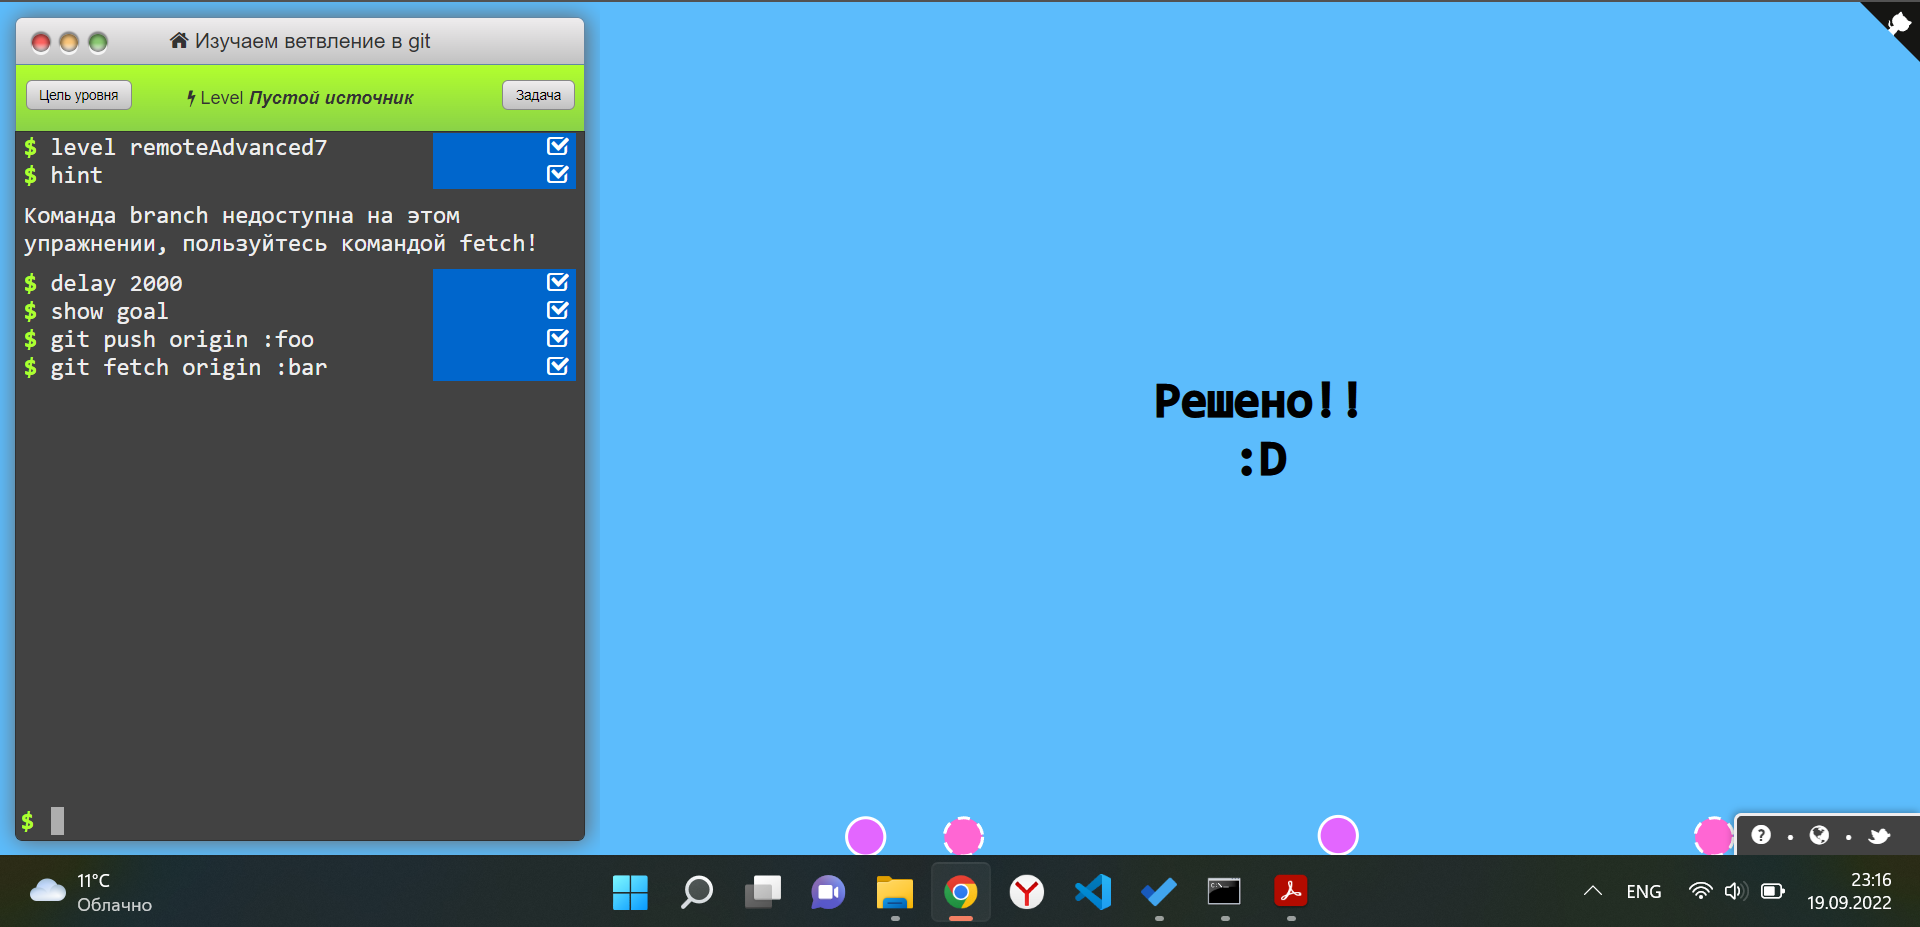 Изучаем ветвление в git
Цель уровня
Level Пустой источник
Задача
$ level remoteAdvanced7
$ hint
Команда branch недоступна на этом
упражнении, пользуйтесь командой fetch!
$ delay 2000
$ show goal
$ git push origin :foo
$ git fetch origin :bar
$
Решено!!
:D
11°C
Облачно
ENG
23:16
19.09.2022